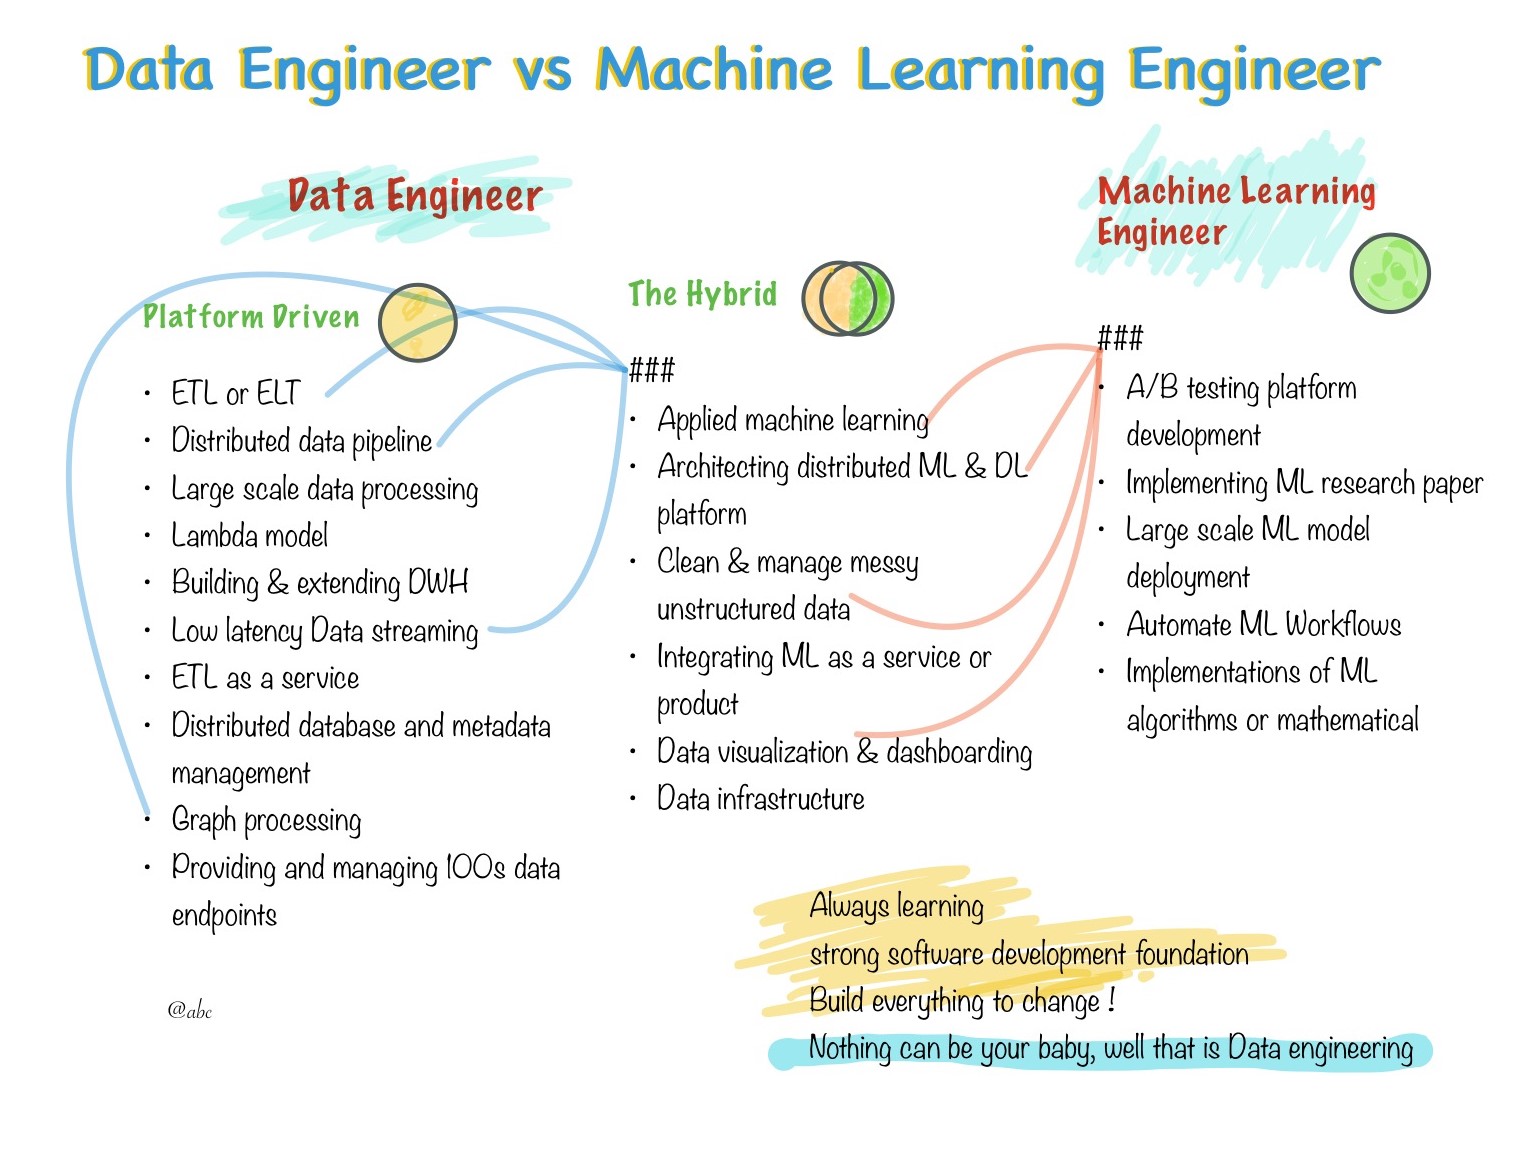 Data Engineer vs Machine Learning Engineer
Data Engineer
Platform Driven
• ETL or ELT
• Distributed data pipeline
• Large scale data processing
• Lambda model
• Building & extending DWH
• Low latency Data streaming
• ETL as a service
• Distributed database and metadata
management
• Graph processing
• Providing and managing 100s data
endpoints
@abc
The Hybrid
###
• Applied machine learning
• Architecting distributed ML & DL
platform
• Clean & manage messy
unstructured data
• Integrating ML as a service or
product
• Data visualization & dashboarding
• Data infrastructure
Machine Learning
Engineer
###
• A/B testing platform
development
• Implementing ML research paper
• Large scale ML model
deployment
• Automate ML Workflows
• Implementations of ML
algorithms or mathematical
Always learning
strong software development foundation
Build everything to change !
Nothing can be your baby, well that is Data engineering